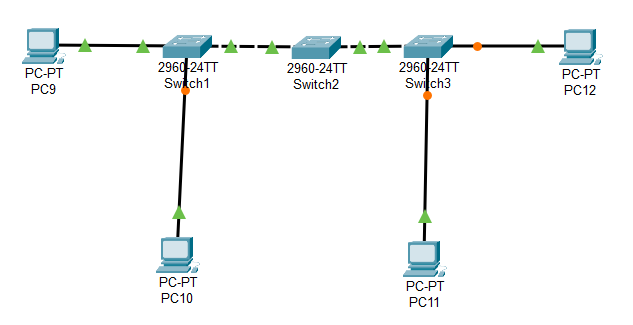 PC-PT
PC9
2960-24TT
Switch1
2960-24TT
Switch2
2960-24TT
Switch3
PC-PT
PC12
PC-PT
PC10
PC-PT
PC11